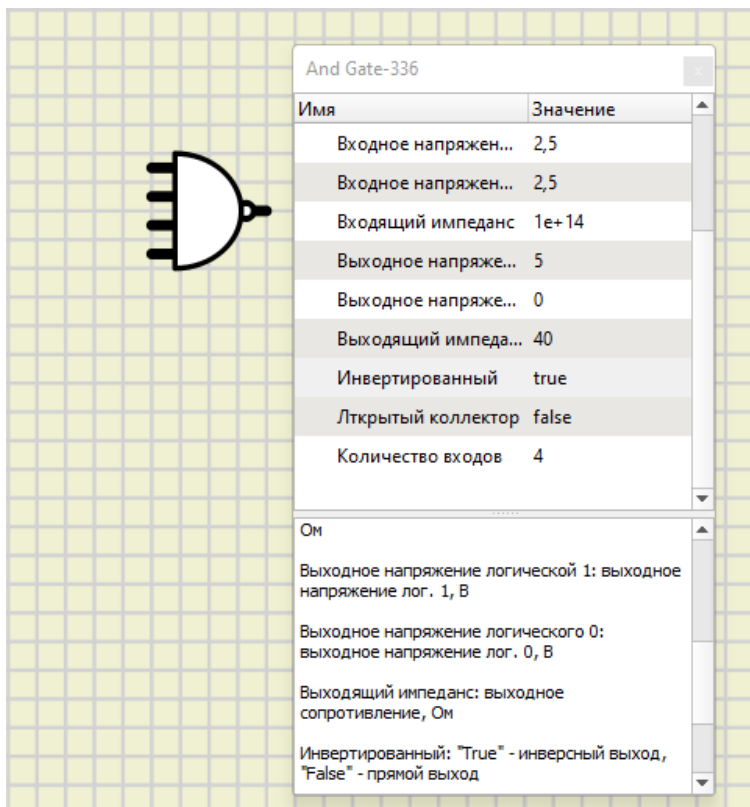 And Gate-336
x
Имя Значение
Входное напряжен... 2,5
Входное напряжен... 2,5
Входящий импеданс 1e+14
Выходное напряже... 5
Выходное напряже... 0
Выходящий импеда... 40
Инвертированный true
Лткрытый коллектор false
Количество входов 4
Ом
Выходное напряжение логической 1: выходное
напряжение лог. 1, В
Выходное напряжение логического 0:
выходное напряжение лог. 0, В
Выходящий импеданс: выходное
сопротивление, Ом
Инвертированный: "True" - инверсный выход,
"False" - прямой выход